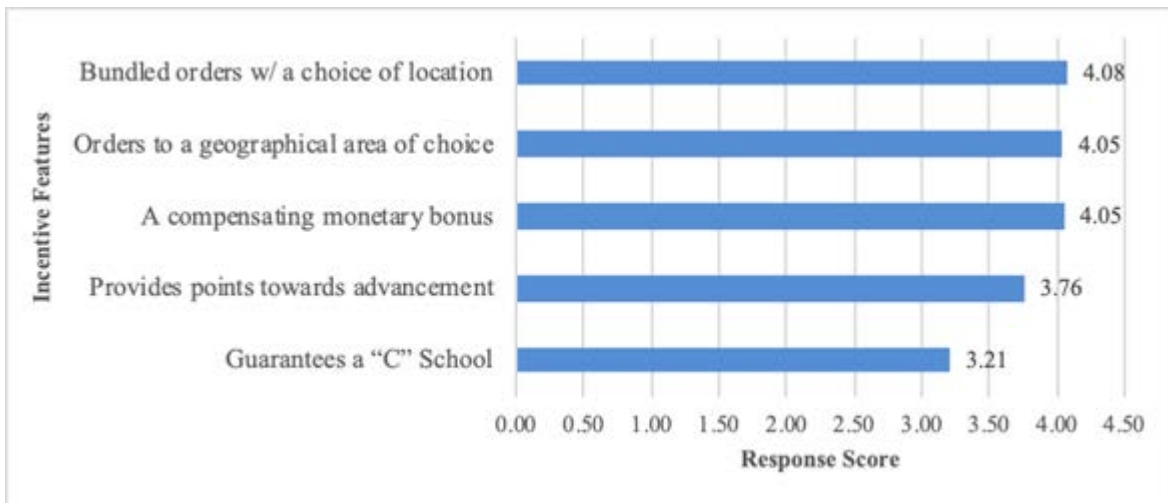 Incentive Features
Bundled orders w/ a choice of location
4.08
Orders to a geographical area of choice
4.05
A compensating monetary bonus
4.05
Provides points towards advancement
3.76
Guarantees a “C” School
3.21
0.00 0.50 1.00 1.50 2.00 2.50 3.00 3.50 4.00 4.50
Response Score